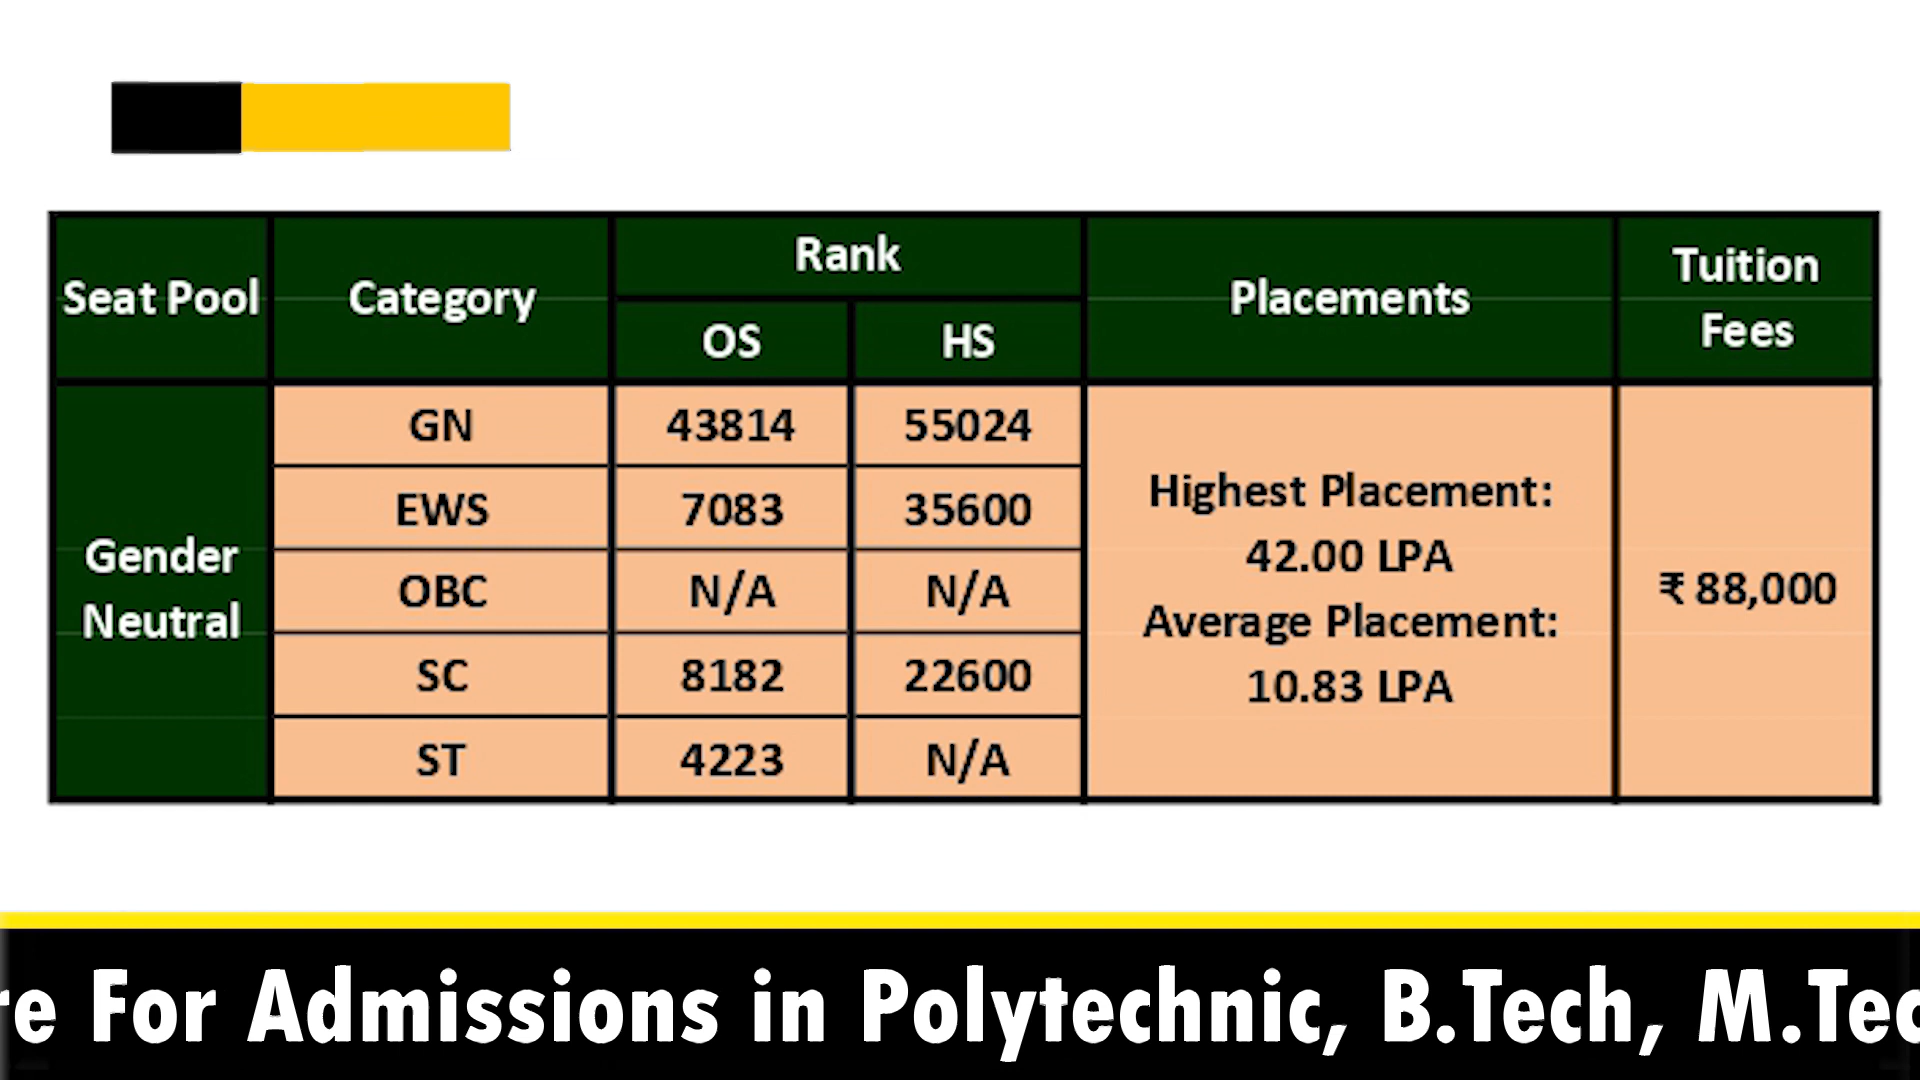 Seat Pool Category Rank Placements Tuition Fees
OS HS
Gender Neutral
GN 43814 55024
EWS 7083 35600
OBC N/A N/A
SC 8182 22600
ST 4223 N/A
Highest Placement:
42.00 LPA
Average Placement:
10.83 LPA
₹ 88,000
For Admissions in Polytechnic, B.Tech,